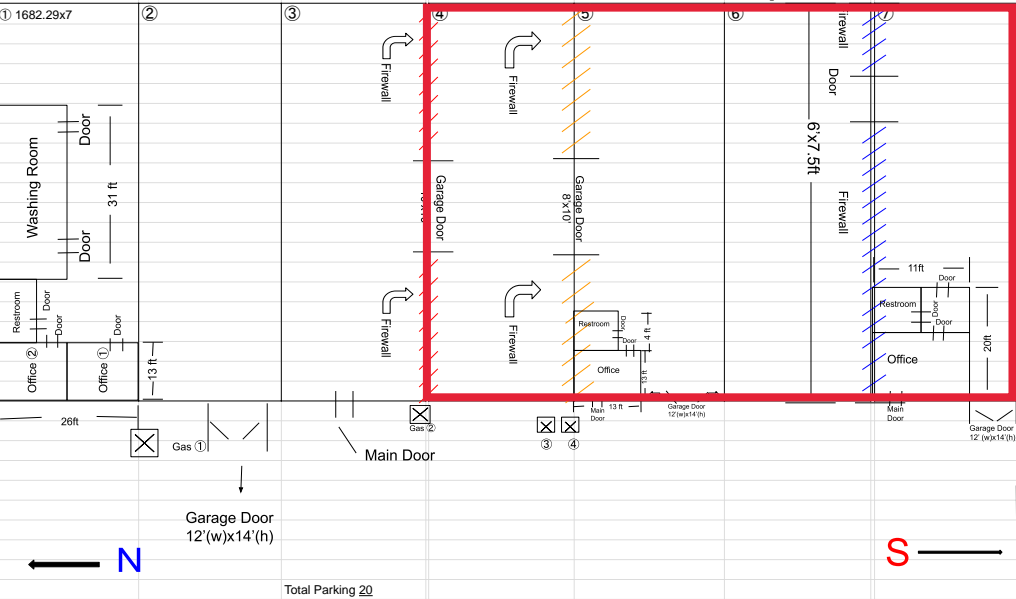 ① 1682.29x7
②
③
④
⑤
⑥
⑦
Firewall
Firewall
Firewall
Door
6'x7.5ft
Firewall
Washing Room
Door
31 ft
Door
Garage Door
Garage Door
8'x10'
Restroom
Door
Door
Door
Office ②
Office ①
13 ft
Firewall
Firewall
Restroom
Door
4 ft
Door
Office
13 ft
11ft
Door
Restroom
Door
Door
Office
20ft
26ft
Gas ①
Main Door
Gas ②
③
④
Main
Door
13 ft
Garage Door
12'(w)x14'(h)
Main
Door
Garage Door
12' (w)x14'(h)
Garage Door
12'(w)x14'(h)
N
S
Total Parking 20